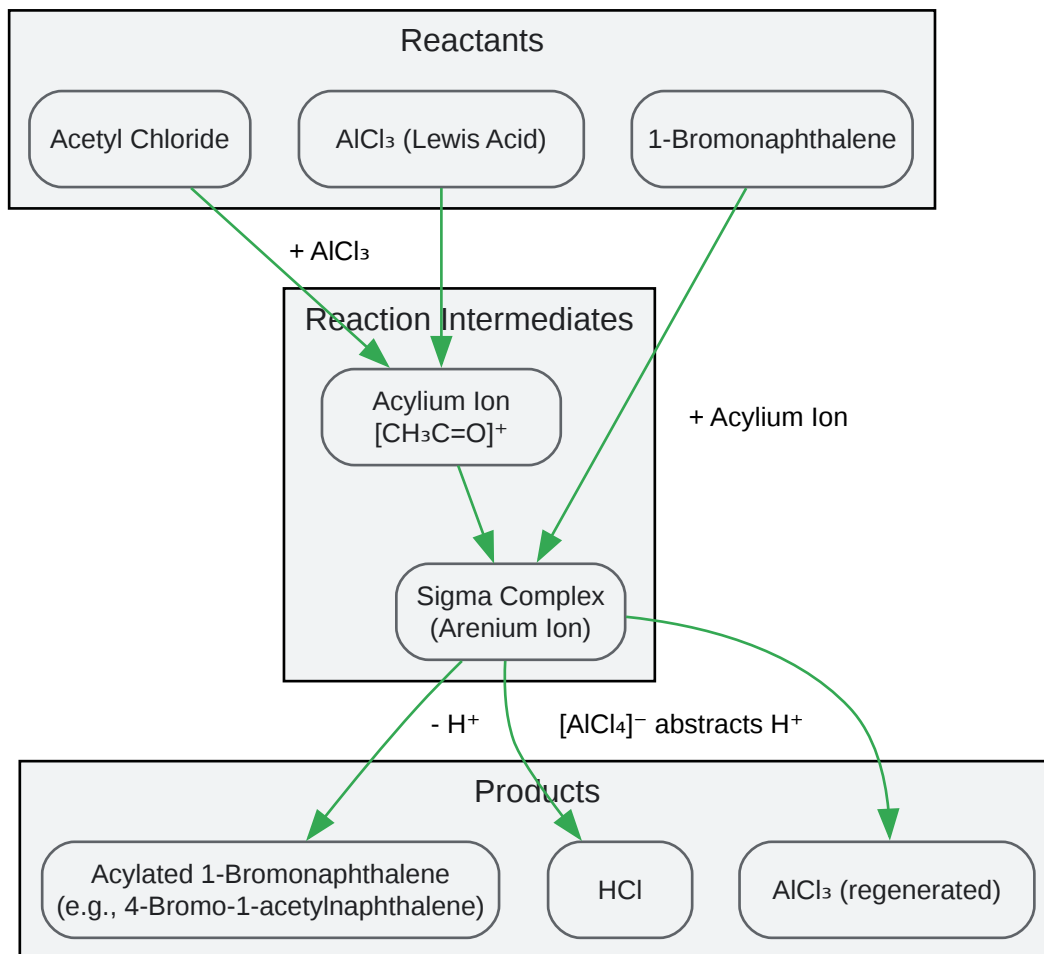 Reactants
Acetyl Chloride
AlCl₃ (Lewis Acid)
1-Bromonaphthalene
+ AlCl₃
Reaction Intermediates
Acylium Ion
[CH₃C=O]⁺
+ Acylium Ion
Sigma Complex
(Arenium Ion)
- H⁺
[AlCl₄]⁻ abstracts H⁺
Products
Acylated 1-Bromonaphthalene
(e.g., 4-Bromo-1-acetylnaphthalene)
HCl
AlCl₃ (regenerated)